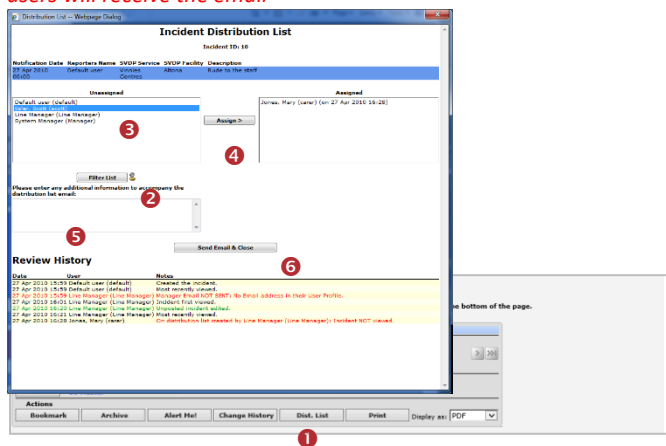 users will receive the email
Distribution List -- Webpage Dialog
Incident Distribution List
Incident ID: 10
Notification Date Reporters Name SVDP Service SVDP Facility Description
27 Apr 2010 Default user Vinnies Altona Rude to the staff
00:00 Centres
Unassigned Assigned
Default user (default) Jones, Mary (carer) (on 27 Apr 2010 16:28)
Line Manager (Line Manager)
System Manager (Manager) Assign >
3
4
Filter List
2
Please enter any additional information to accompany the
distribution list email:
5
Send Email & Close
6
Review History
Date User Notes
27 Apr 2010 15:59 Default user (default) Created the incident.
27 Apr 2010 15:59 Default user (default) Most recently viewed.
27 Apr 2010 15:59 Line Manager (Line Manager) Manager Email NOT SENT: No Email address in their User Profile.
27 Apr 2010 16:01 Line Manager (Line Manager) Incident first viewed.
27 Apr 2010 16:20 Line Manager (Line Manager) Unposted incident edited.
27 Apr 2010 16:21 Line Manager (Line Manager) Most recently viewed.
27 Apr 2010 16:28 Jones, Mary (carer) On distribution list created by Line Manager (Line Manager): Incident NOT viewed.
bottom of the page.
Actions
Bookmark Archive Alert Me! Change History Dist. List Print Display as: PDF
1